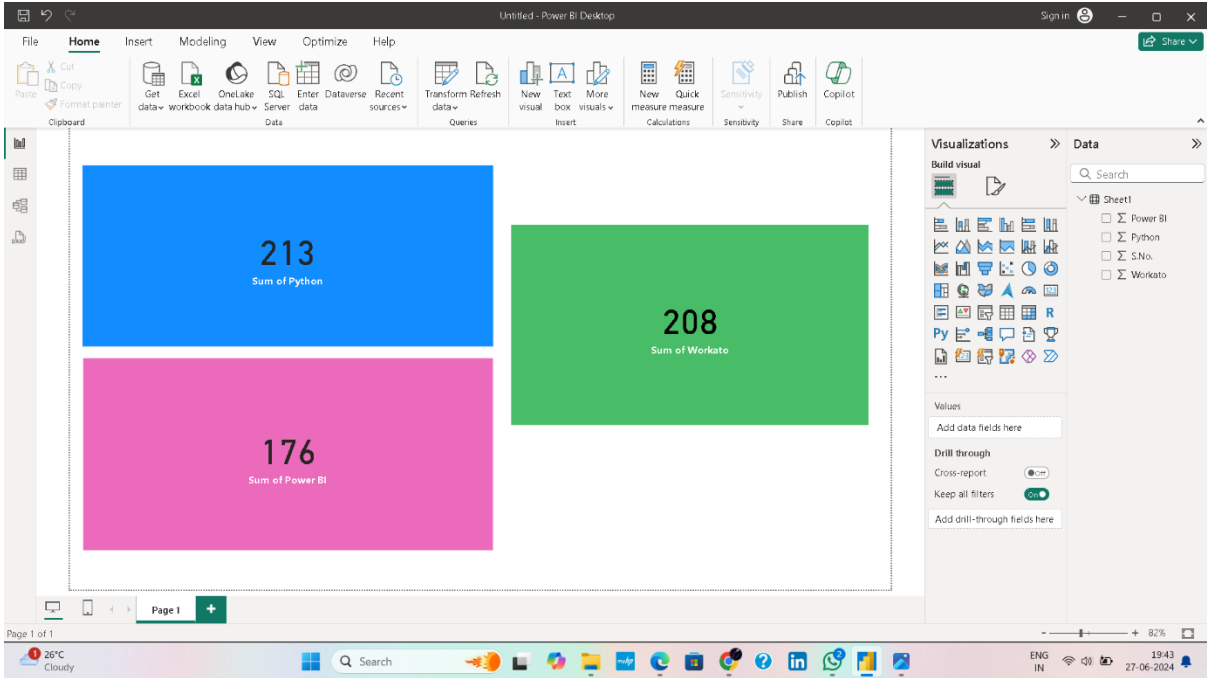 Untitled - Power BI Desktop
Sign in
File Home Insert Modeling View Optimize Help
Share
Paste
Cut
Copy
Format painter
Clipboard
Get data
Excel workbook
OneLake data hub
SQL Server
Enter data
Dataverse
Recent sources
Data
Transform data
Refresh
Queries
New visual
Text box
More visuals
Insert
New measure
Quick measure
Calculations
Sensitivity
Sensitivity
Publish
Share
Copilot
Copilot
213
Sum of Python
208
Sum of Workato
176
Sum of Power BI
Visualizations
Build visual
R
Py
123
...
Values
Add data fields here
Drill through
Cross-report
Off
Keep all filters
On
Add drill-through fields here
Data
Search
Sheet1
Power BI
Python
S.No.
Workato
Page 1
+
Page 1 of 1
- + 82%
1
26°C
Cloudy
Search
2
ENG
IN
19:43
27-06-2024